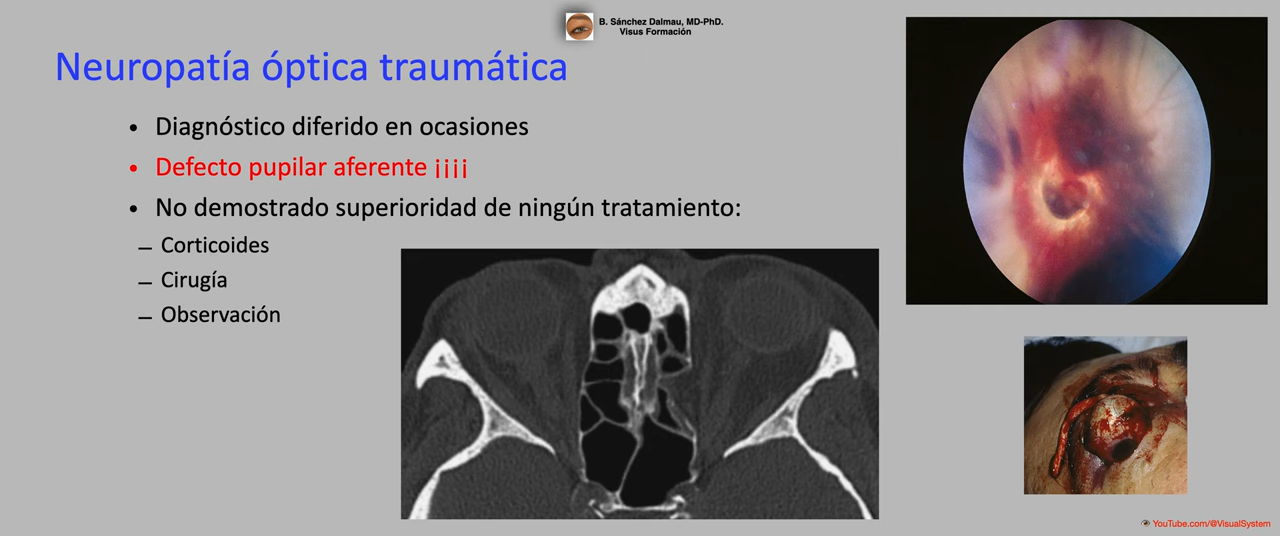 B. Sánchez Dalmau, MD-PhD.
Visus Formación
Neuropatía óptica traumática
• Diagnóstico diferido en ocasiones
• Defecto pupilar aferente ¡¡¡¡
• No demostrado superioridad de ningún tratamiento:
– Corticoides
– Cirugía
– Observación
YouTube.com/@VisualSystem